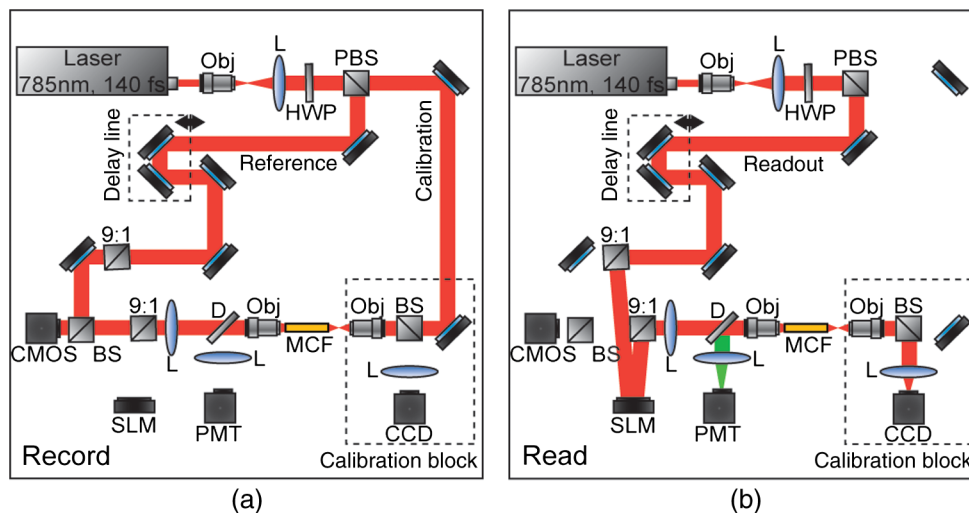 Laser
785nm, 140 fs
Obj
L
HWP
PBS
Delay line
Reference
Calibration
9:1
9:1
D
Obj
Obj
BS
CMOS
BS
L
MCF
L
L
SLM
PMT
CCD
Record
Calibration block
(a)
Laser
785nm, 140 fs
Obj
L
HWP
PBS
Delay line
Readout
9:1
9:1
D
Obj
Obj
BS
CMOS
BS
L
MCF
L
L
SLM
PMT
CCD
Read
Calibration block
(b)